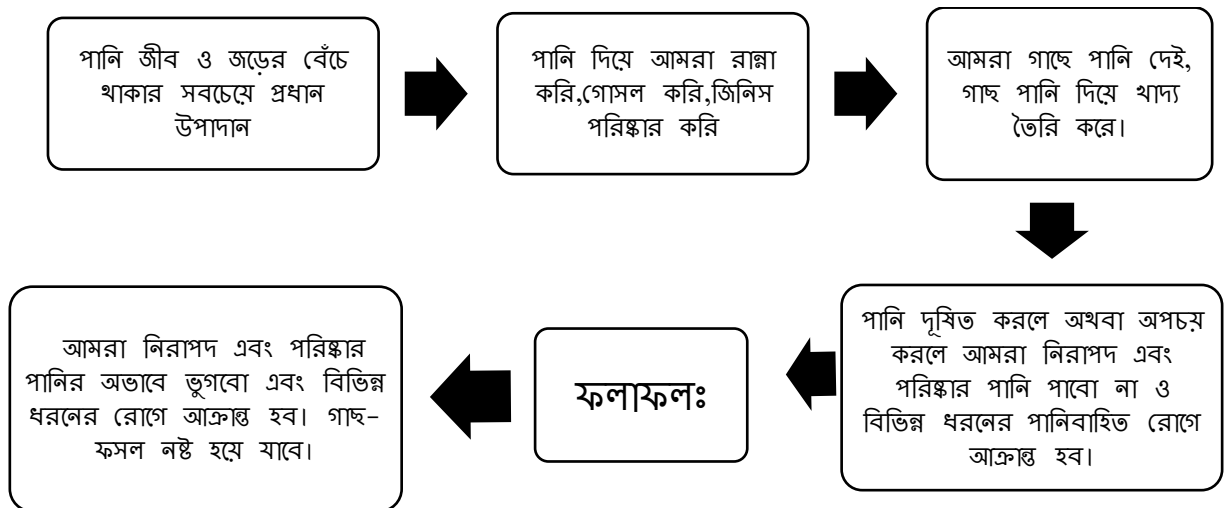 পানি জীব ও জড়ের বেঁচে
থাকার সবচেয়ে প্রধান
উপাদান
পানি দিয়ে আমরা রান্না
করি,গোসল করি,জিনিস
পরিষ্কার করি
আমরা গাছে পানি দেই,
গাছ পানি দিয়ে খাদ্য
তৈরি করে।
পানি দূষিত করলে অথবা অপচয়
করলে আমরা নিরাপদ এবং
পরিষ্কার পানি পাবো না ও
বিভিন্ন ধরনের পানিবাহিত রোগে
আক্রান্ত হব।
ফলাফলঃ
আমরা নিরাপদ এবং পরিষ্কার
পানির অভাবে ভুগবো এবং বিভিন্ন
ধরনের রোগে আক্রান্ত হব। গাছ-
ফসল নষ্ট হয়ে যাবে।